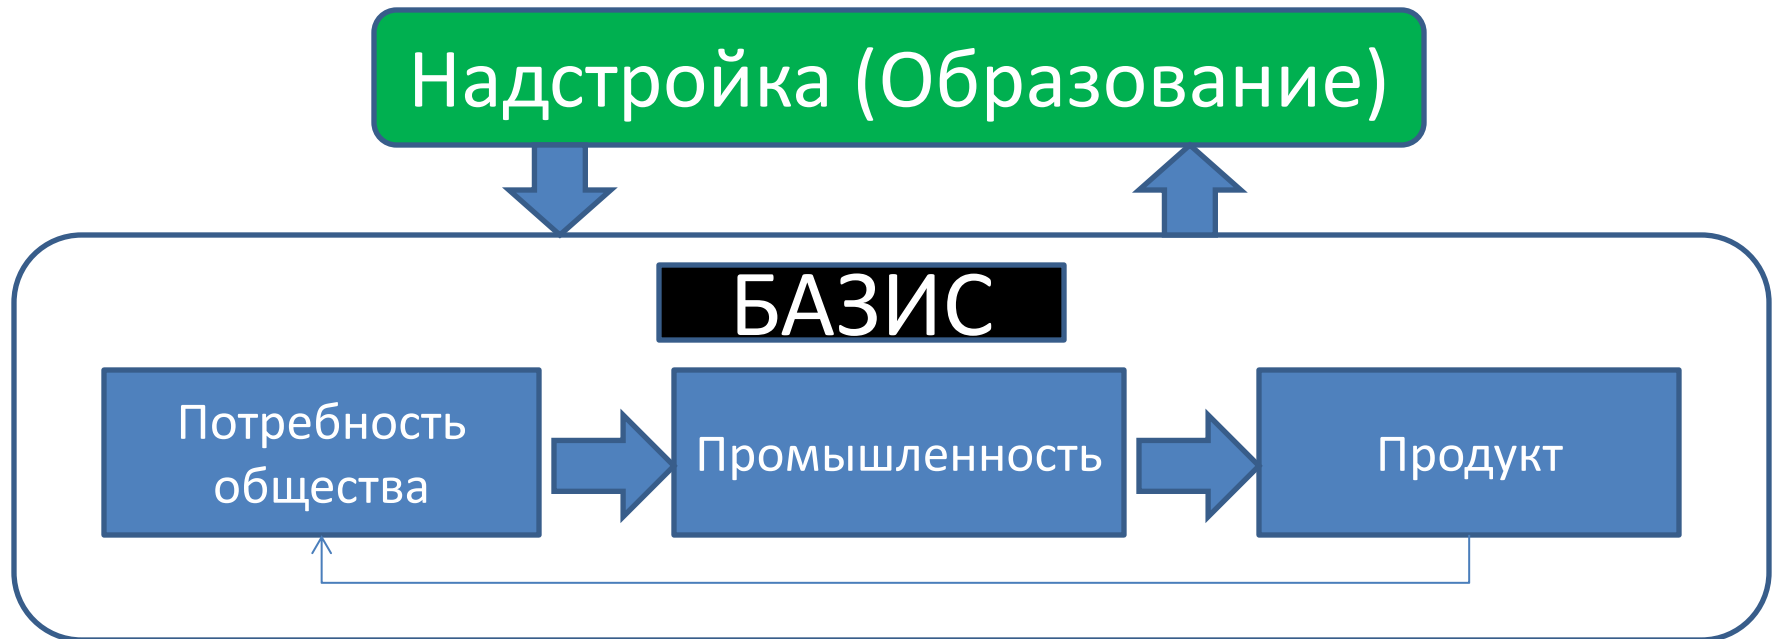 Надстройка (Образование)
БАЗИС
Потребность
общества
Промышленность
Продукт